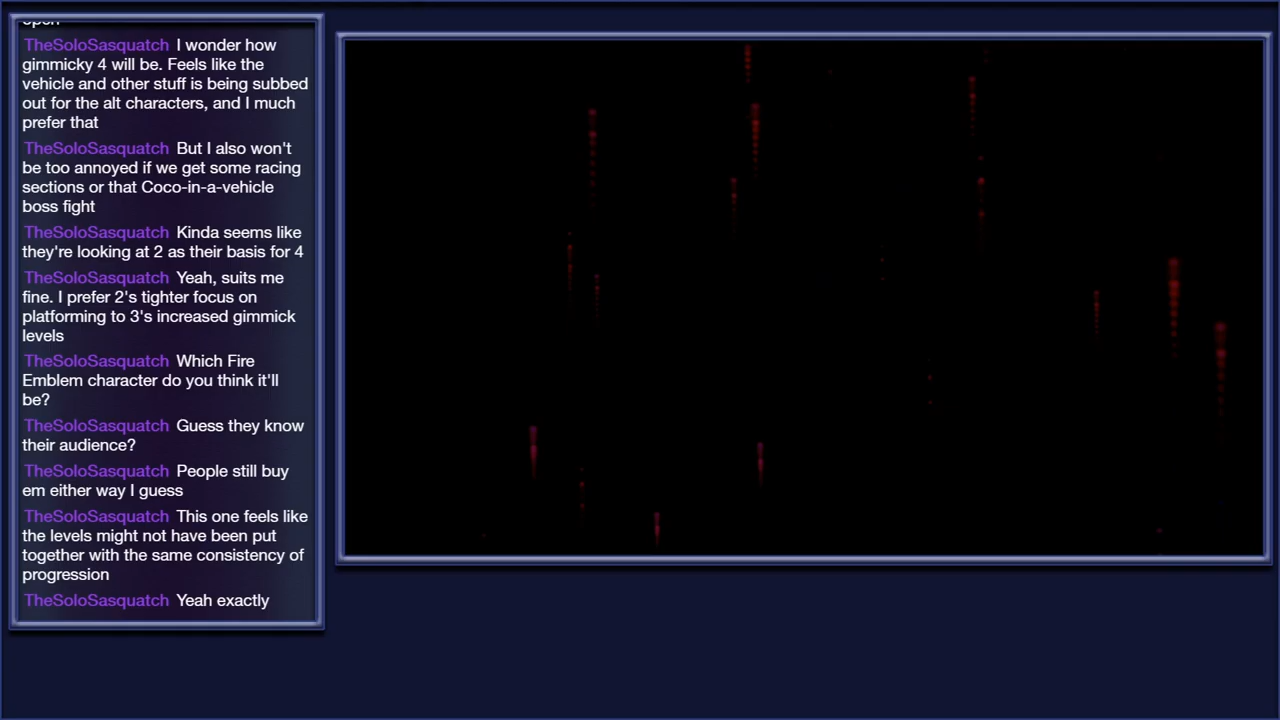 open
TheSoloSasquatch I wonder how
gimmicky 4 will be. Feels like the
vehicle and other stuff is being subbed
out for the alt characters, and I much
prefer that
TheSoloSasquatch But I also won't
be too annoyed if we get some racing
sections or that Coco-in-a-vehicle
boss fight
TheSoloSasquatch Kinda seems like
they're looking at 2 as their basis for 4
TheSoloSasquatch Yeah, suits me
fine. I prefer 2's tighter focus on
platforming to 3's increased gimmick
levels
TheSoloSasquatch Which Fire
Emblem character do you think it'll
be?
TheSoloSasquatch Guess they know
their audience?
TheSoloSasquatch People still buy
em either way I guess
TheSoloSasquatch This one feels like
the levels might not have been put
together with the same consistency of
progression
TheSoloSasquatch Yeah exactly